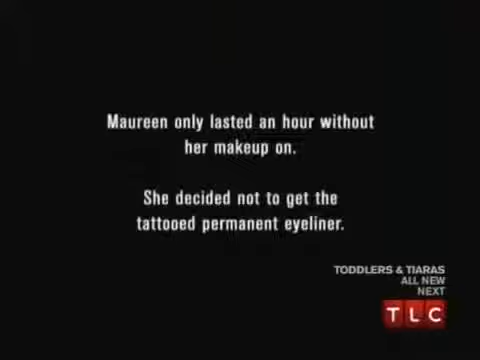 Maureen only lasted an hour without
her makeup on.
She decided not to get the
tattooed permanent eyeliner.
TODDLERS & TIARAS
ALL NEW
NEXT
TLC